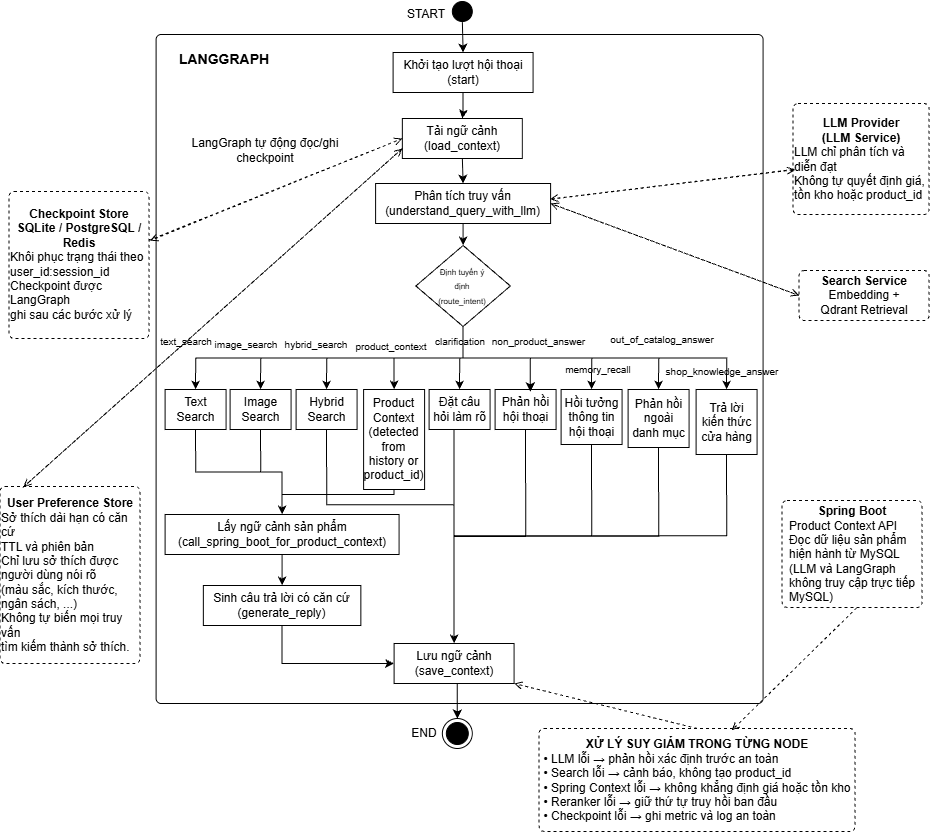 START
LANGGRAPH
Khởi tạo lượt hội thoại
(start)
LangGraph tự động đọc/ghi
checkpoint
Tải ngữ cảnh
(load_context)
LLM Provider
(LLM Service)
LLM chỉ phân tích và
diễn đạt
Không tự quyết định giá,
tồn kho hoặc product_id
Phân tích truy vấn
(understand_query_with_llm)
Checkpoint Store
SQLite / PostgreSQL /
Redis
Khôi phục trạng thái theo
user_id:session_id
Checkpoint được
LangGraph
ghi sau các bước xử lý
Định tuyến ý
định
(route_intent)
Search Service
Embedding +
Qdrant Retrieval
text_search
image_search
hybrid_search
product_context
clarification
non_product_answer
memory_recall
out_of_catalog_answer
shop_knowledge_answer
Text
Search
Image
Search
Hybrid
Search
Product
Context
(detected
from
history or
product_id)
Đặt câu
hỏi làm rõ
Phản hồi
hội thoại
Hồi tưởng
thông tin
hội thoại
Phản hồi
ngoài
danh mục
Trả lời
kiến thức
cửa hàng
User Preference Store
Sở thích dài hạn có căn
cứ
TTL và phiên bản
Chỉ lưu sở thích được
người dùng nói rõ
(màu sắc, kích thước,
ngân sách, ...)
Không tự biến mọi truy
vấn
tìm kiếm thành sở thích.
Lấy ngữ cảnh sản phẩm
(call_spring_boot_for_product_context)
Spring Boot
Product Context API
Đọc dữ liệu sản phẩm
hiện hành từ MySQL
(LLM và LangGraph
không truy cập trực tiếp
MySQL)
Sinh câu trả lời có căn cứ
(generate_reply)
Lưu ngữ cảnh
(save_context)
END
XỬ LÝ SUY GIẢM TRONG TỪNG NODE
• LLM lỗi → phản hồi xác định trước an toàn
• Search lỗi → cảnh báo, không tạo product_id
• Spring Context lỗi → không khẳng định giá hoặc tồn kho
• Reranker lỗi → giữ thứ tự truy hồi ban đầu
• Checkpoint lỗi → ghi metric và log an toàn